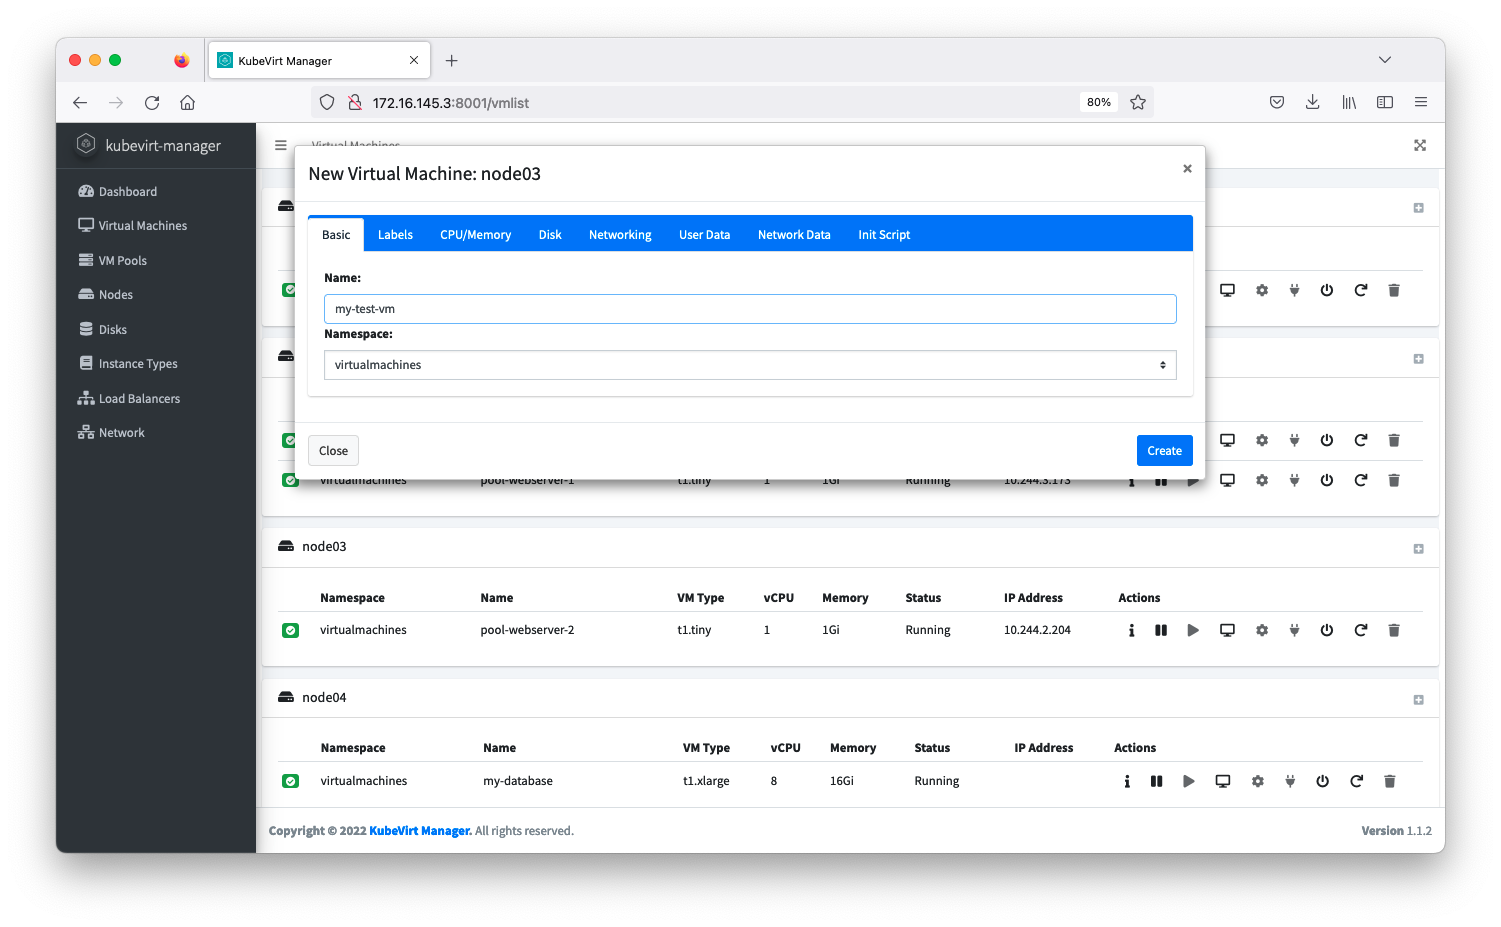 KubeVirt Manager
172.16.145.3:8001/vmlist
80%
kubevirt-manager
Virtual Machines
Dashboard
Virtual Machines
VM Pools
Nodes
Disks
Instance Types
Load Balancers
Network
New Virtual Machine: node03
Basic Labels CPU/Memory Disk Networking User Data Network Data Init Script
Name:
my-test-vm
Namespace:
virtualmachines
Close Create
virtualmachines pool-webserver-1 t1.tiny 1 1Gi Running 10.244.3.173
node03
Namespace Name VM Type vCPU Memory Status IP Address Actions
virtualmachines pool-webserver-2 t1.tiny 1 1Gi Running 10.244.2.204
node04
Namespace Name VM Type vCPU Memory Status IP Address Actions
virtualmachines my-database t1.xlarge 8 16Gi Running
Copyright © 2022 KubeVirt Manager. All rights reserved.
Version 1.1.2